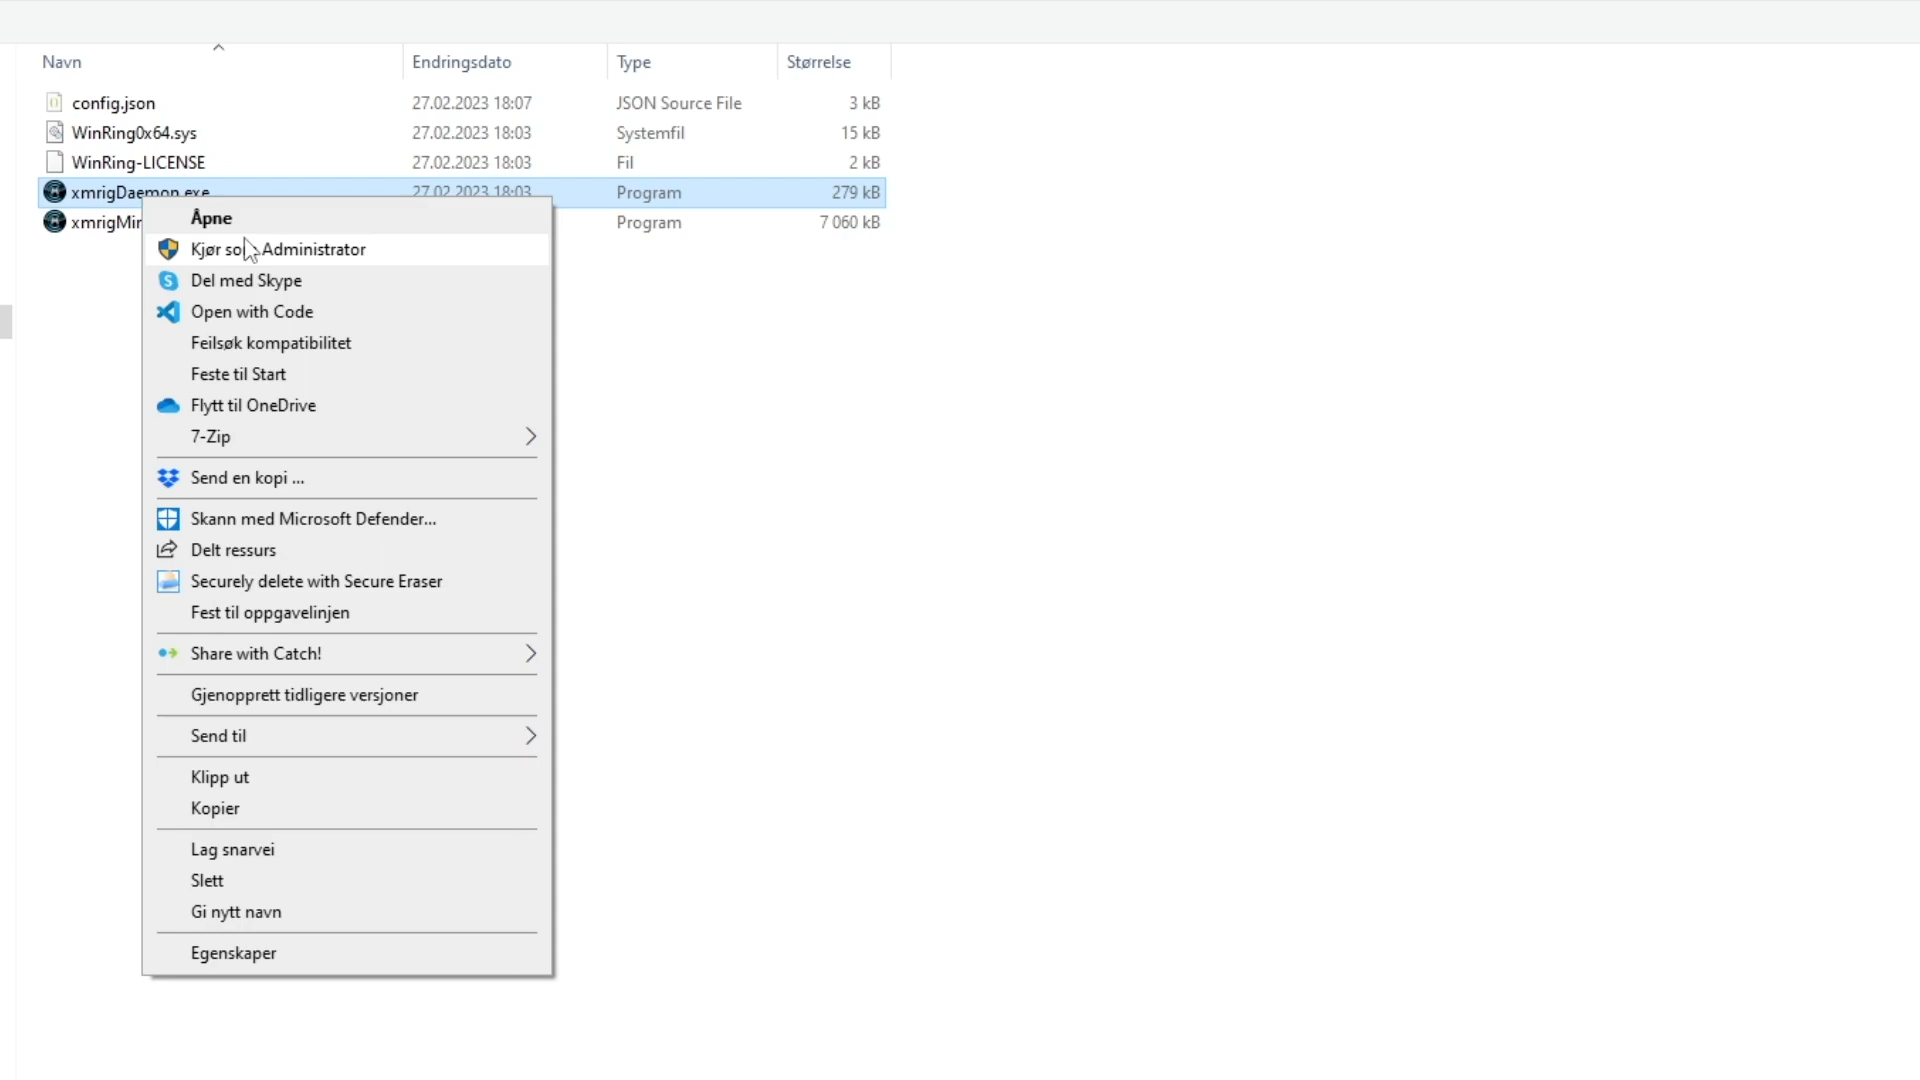 Navn Endringsdato Type Størrelse
config.json 27.02.2023 18:07 JSON Source File 3 kB
WinRing0x64.sys 27.02.2023 18:03 Systemfil 15 kB
WinRing-LICENSE 27.02.2023 18:03 Fil 2 kB
xmrigDaemon.exe 27.02.2023 18:03 Program 279 kB
Program 7 060 kB
Åpne
Kjør Administrator
Del med Skype
Open with Code
Feilsøk kompatibilitet
Feste til Start
Flytt til OneDrive
7-Zip
Send en kopi ...
Skann med Microsoft Defender...
Delt ressurs
Securely delete with Secure Eraser
Fest til oppgavelinjen
Share with Catch!
Gjenopprett tidligere versjoner
Send til
Klipp ut
Kopier
Lag snarvei
Slett
Gi nytt navn
Egenskaper